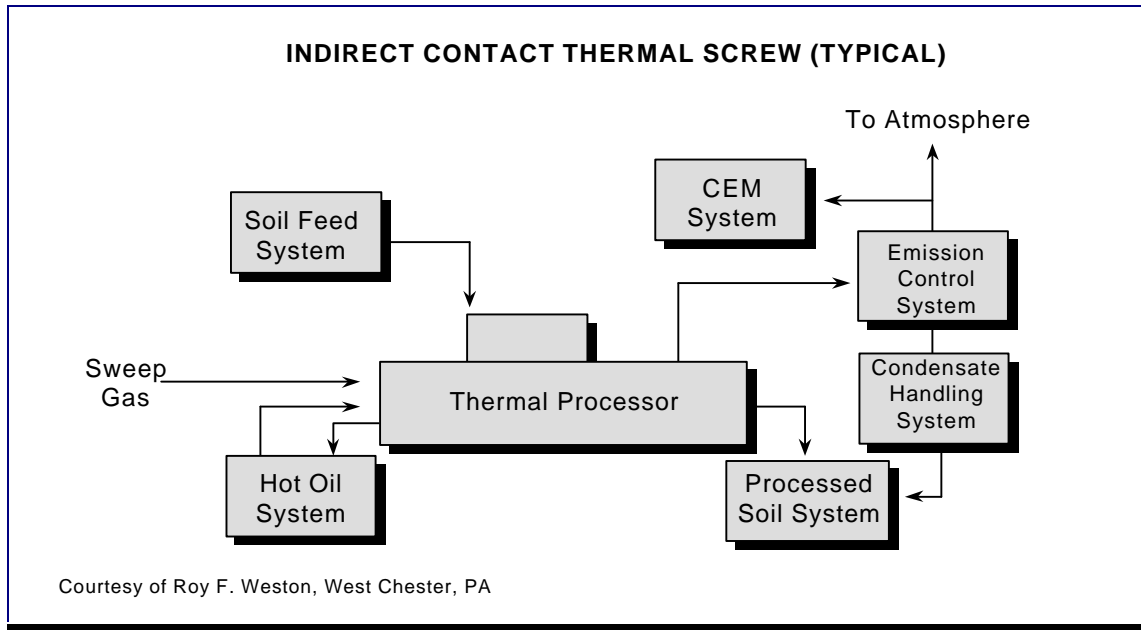 INDIRECT CONTACT THERMAL SCREW (TYPICAL)
To Atmosphere
CEM
System
Soil Feed
System
Emission
Control
System
Sweep
Gas
Thermal Processor
Condensate
Handling
System
Hot Oil
System
Processed
Soil System
Courtesy of Roy F. Weston, West Chester, PA